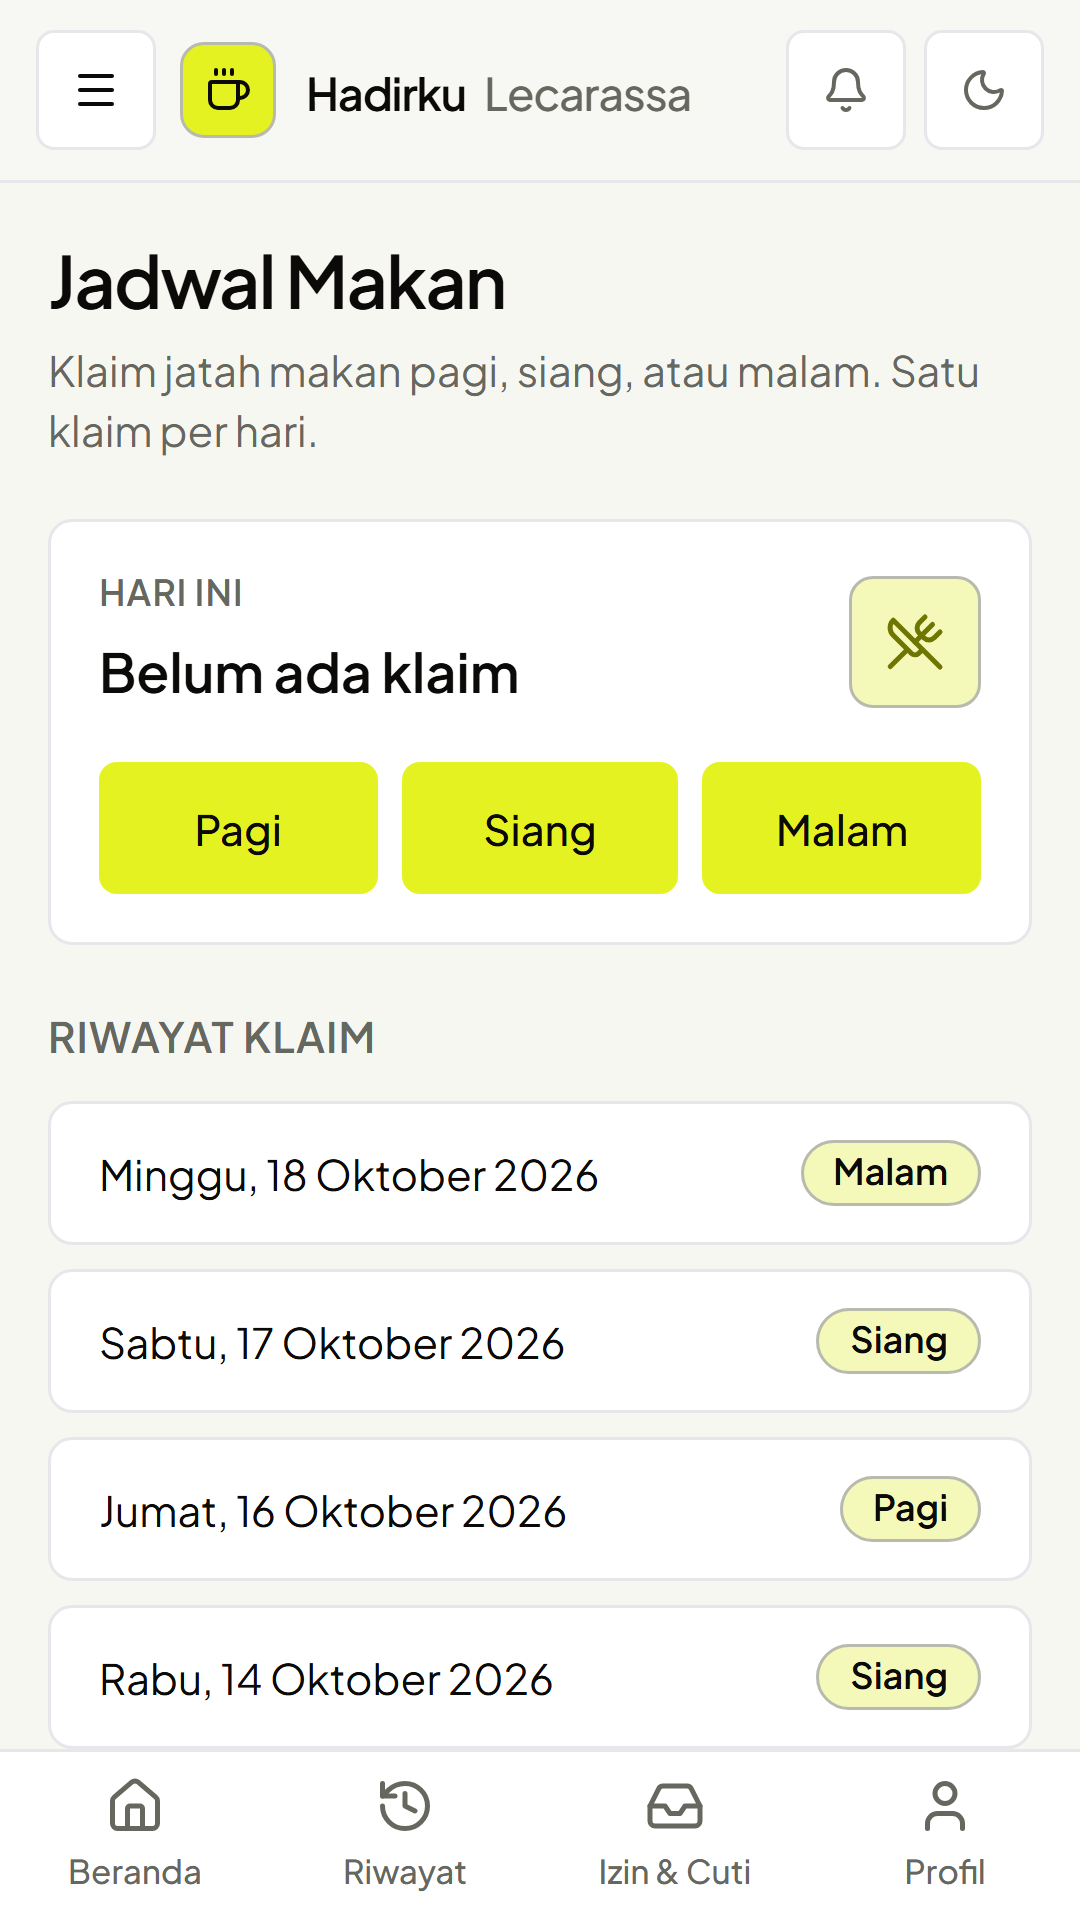 Hadirku Lecarassa
Jadwal Makan
Klaim jatah makan pagi, siang, atau malam. Satu
klaim per hari.
HARI INI
Belum ada klaim
Pagi
Siang
Malam
RIWAYAT KLAIM
Minggu, 18 Oktober 2026
Malam
Sabtu, 17 Oktober 2026
Siang
Jumat, 16 Oktober 2026
Pagi
Rabu, 14 Oktober 2026
Siang
Beranda
Riwayat
Izin & Cuti
Profil